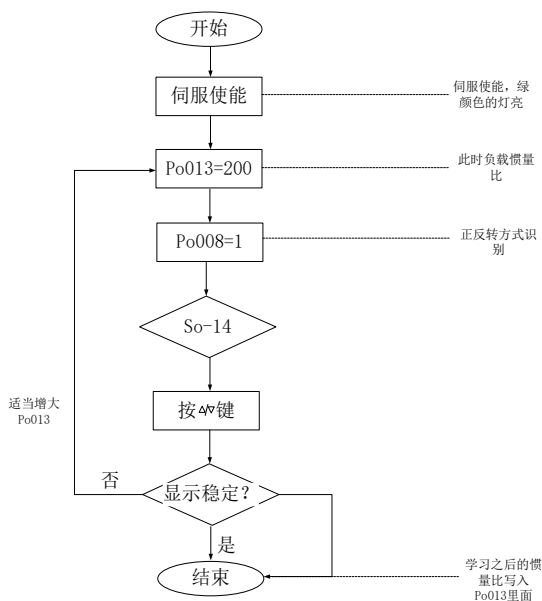 开始
伺服使能
伺服使能，绿
颜色的灯亮
Po013=200
此时负载惯量
比
Po008=1
正反转方式识
别
So-14
适当增大
Po013
按△/▽键
否
显示稳定？
是
结束
学习之后的惯
量比写入
Po013里面